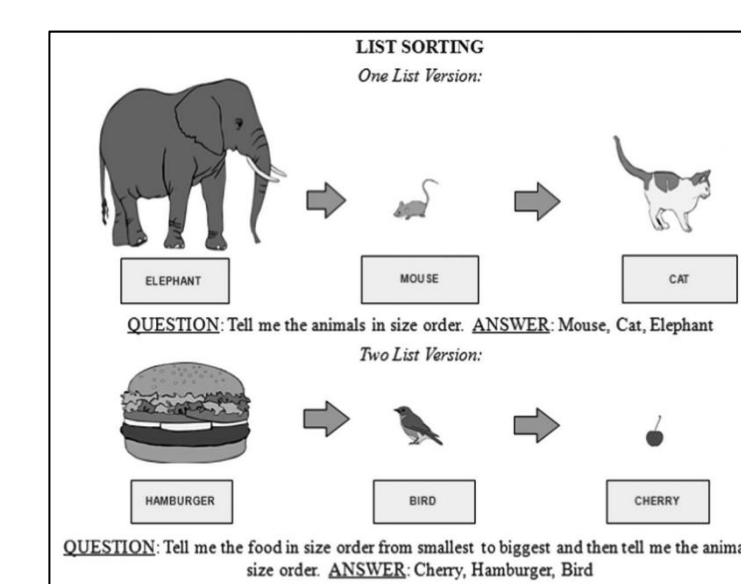 LIST SORTING
One List Version:
ELEPHANT
MOUSE
CAT
QUESTION: Tell me the animals in size order. ANSWER: Mouse, Cat, Elephant
Two List Version:
HAMBURGER
BIRD
CHERRY
QUESTION: Tell me the food in size order from smallest to biggest and then tell me the
size order. ANSWER: Cherry, Hamburger, Bird